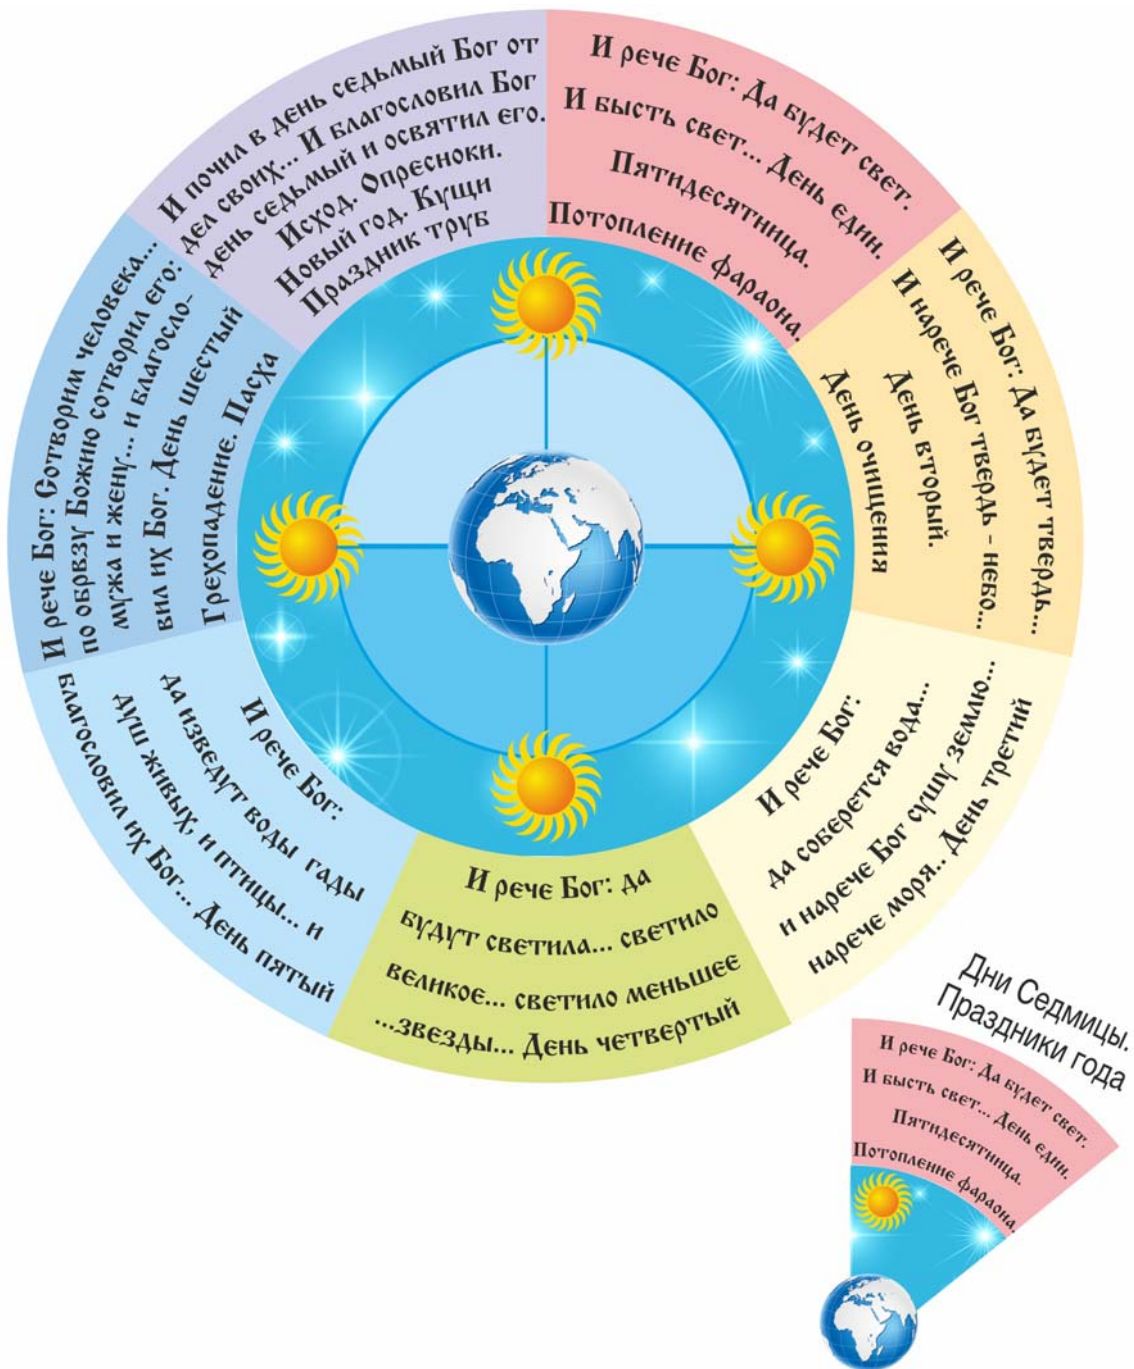 И рече Бог: Да будет свет.
И бысть свет... День един.
Пятидесятница.
Потопление фараона.
И рече Бог: Да будет твердь...
И нарече Бог твердь – небо...
День вторый.
День очищения
И рече Бог:
да соберется вода...
и нарече Бог сушу землю...
нарече моря.. День третий
И рече Бог: да
будут светила... светило
великое... светило меньшее
...звезды... День четвертый
И рече Бог:
да изведут воды гады
душ живых, и птицы... и
благословил их Бог... День пятый
И рече Бог: Сотворим человека...
по обрвзу Божию сотворил его:
мужа и жену... и благосло-
вил их Бог. День шестый
Грехопадение. Пасха
И почил в день седьмый Бог от
дел своих... И благословил Бог
день седьмый и освятил его.
Исход. Опресноки.
Новый год. Кущи
Праздник труб
Дни Седмицы.
Праздники года
И рече Бог: Да будет свет.
И бысть свет... День един.
Пятидесятница.
Потопление фараона.